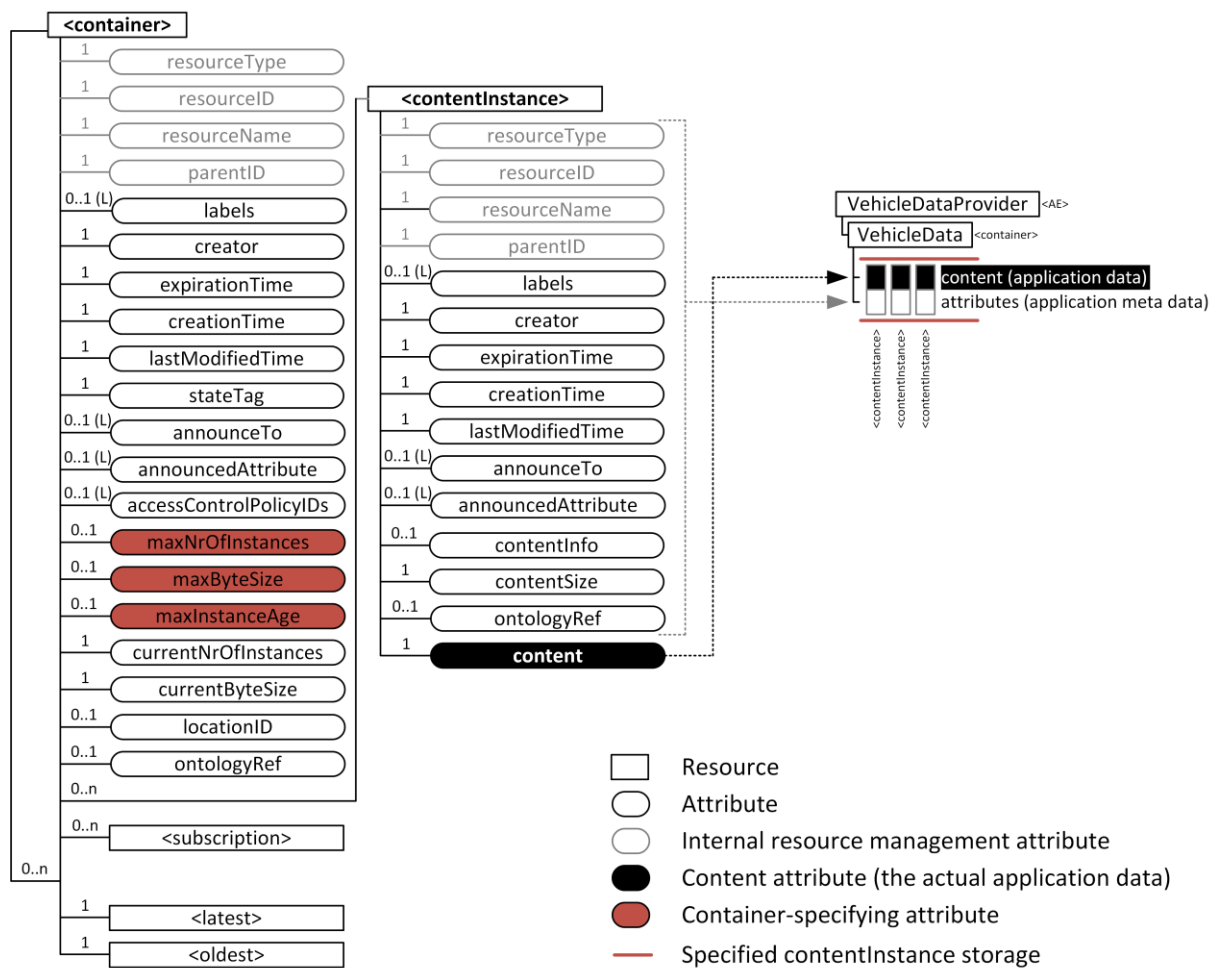 <container>
1
resourceType
1
resourceID
1
resourceName
1
parentID
0..1 (L)
labels
1
creator
1
expirationTime
1
creationTime
1
lastModifiedTime
1
stateTag
0..1 (L)
announceTo
0..1 (L)
announcedAttribute
0..1 (L)
accessControlPolicyIDs
0..1
maxNrOfInstances
0..1
maxByteSize
0..1
maxInstanceAge
1
currentNrOfInstances
1
currentByteSize
0..1
locationID
0..1
ontologyRef
0..n
0..n
<subscription>
0..n
1
<latest>
1
<oldest>
<contentInstance>
1
resourceType
1
resourceID
1
resourceName
1
parentID
0..1 (L)
labels
1
creator
1
expirationTime
1
creationTime
1
lastModifiedTime
0..1 (L)
announceTo
0..1 (L)
announcedAttribute
0..1
contentInfo
1
contentSize
0..1
ontologyRef
1
content
VehicleDataProvider <AE>
VehicleData <container>
content (application data)
attributes (application meta data)
<contentInstance>
<contentInstance>
<contentInstance>
Resource
Attribute
Internal resource management attribute
Content attribute (the actual application data)
Container-specifying attribute
Specified contentInstance storage